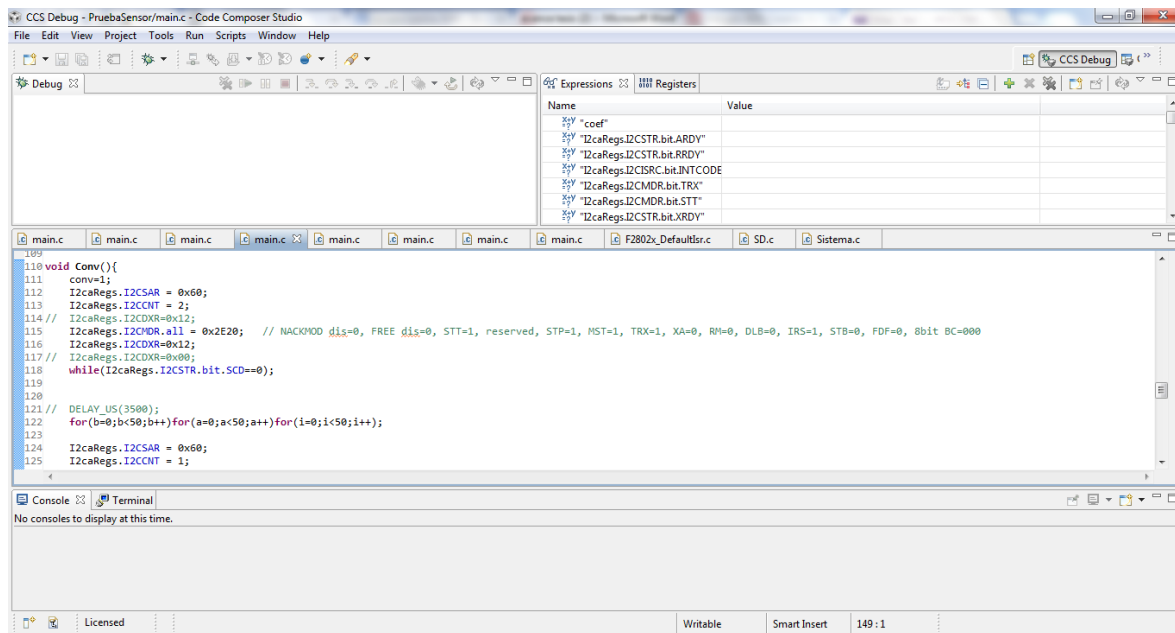 CCS Debug - PruebaSensor/main.c - Code Composer Studio
File Edit View Project Tools Run Scripts Window Help
CCS Debug
Debug
Expressions Registers
Name Value
"coef"
"I2caRegs.I2CSTR.bit.ARDY"
"I2caRegs.I2CSTR.bit.RRDY"
"I2caRegs.I2CISRC.bit.INTCODE
"I2caRegs.I2CMDR.bit.TRX"
"I2caRegs.I2CMDR.bit.STT"
"I2caRegs.I2CSTR.bit.XRDY"
main.c main.c main.c main.c main.c main.c main.c main.c F2802x_DefaultIsr.c SD.c Sistema.c
109
110 void Conv(){
111 conv=1;
112 I2caRegs.I2CSAR = 0x60;
113 I2caRegs.I2CCNT = 2;
114 // I2caRegs.I2CDXR=0x12;
115 I2caRegs.I2CMDR.all = 0x2E20; // NACKMOD dis=0, FREE dis=0, STT=1, reserved, STP=1, MST=1, TRX=1, XA=0, RM=0, DLB=0, IRS=1, STB=0, FDF=0, 8bit BC=000
116 I2caRegs.I2CDXR=0x12;
117 // I2caRegs.I2CDXR=0x00;
118 while(I2caRegs.I2CSTR.bit.SCD==0);
119
120
121 // DELAY_US(3500);
122 for(b=0;b<50;b++)for(a=0;a<50;a++)for(i=0;i<50;i++);
123
124 I2caRegs.I2CSAR = 0x60;
125 I2caRegs.I2CCNT = 1;
Console Terminal
No consoles to display at this time.
Licensed Writable Smart Insert 149 : 1